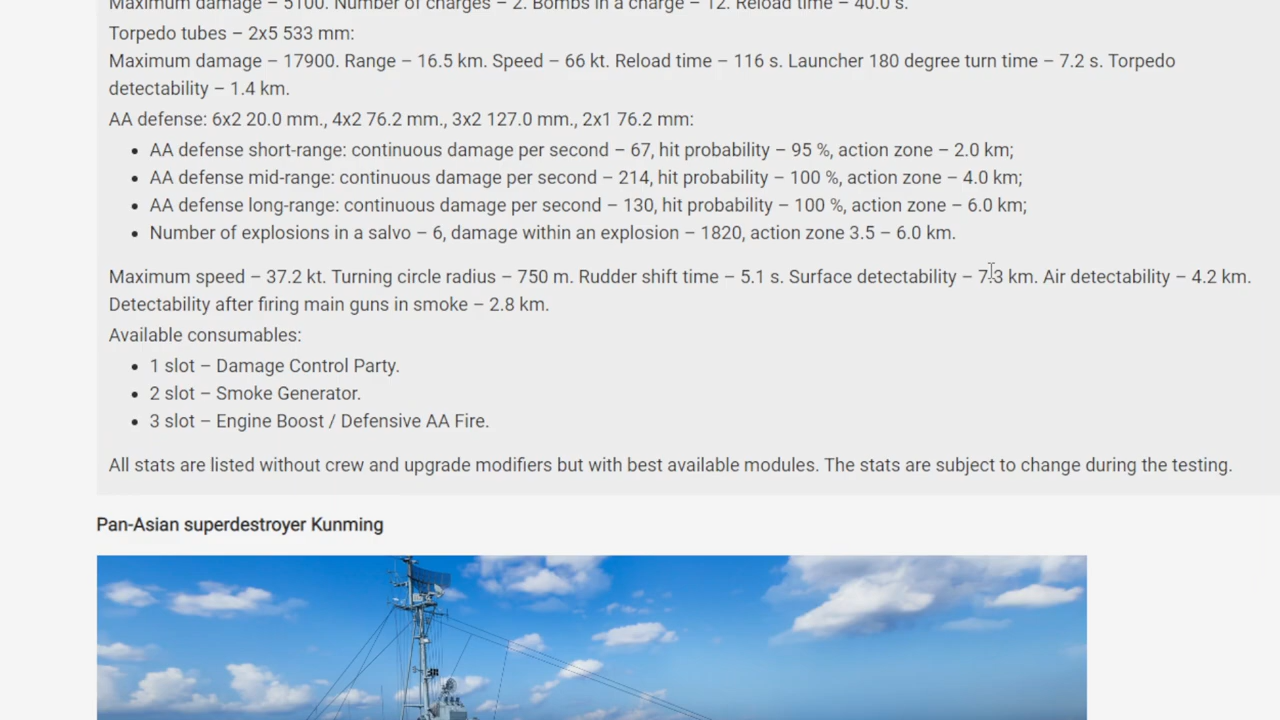 Maximum damage – 5100. Number of charges – 2. Bombs in a charge – 12. Reload time – 40.0 s.
Torpedo tubes – 2x5 533 mm:
Maximum damage – 17900. Range – 16.5 km. Speed – 66 kt. Reload time – 116 s. Launcher 180 degree turn time – 7.2 s. Torpedo
detectability – 1.4 km.
AA defense: 6x2 20.0 mm., 4x2 76.2 mm., 3x2 127.0 mm., 2x1 76.2 mm:
• AA defense short-range: continuous damage per second – 67, hit probability – 95 %, action zone – 2.0 km;
• AA defense mid-range: continuous damage per second – 214, hit probability – 100 %, action zone – 4.0 km;
• AA defense long-range: continuous damage per second – 130, hit probability – 100 %, action zone – 6.0 km;
• Number of explosions in a salvo – 6, damage within an explosion – 1820, action zone 3.5 – 6.0 km.
Maximum speed – 37.2 kt. Turning circle radius – 750 m. Rudder shift time – 5.1 s. Surface detectability – 7.3 km. Air detectability – 4.2 km.
Detectability after firing main guns in smoke – 2.8 km.
Available consumables:
• 1 slot – Damage Control Party.
• 2 slot – Smoke Generator.
• 3 slot – Engine Boost / Defensive AA Fire.
All stats are listed without crew and upgrade modifiers but with best available modules. The stats are subject to change during the testing.
Pan-Asian superdestroyer Kunming